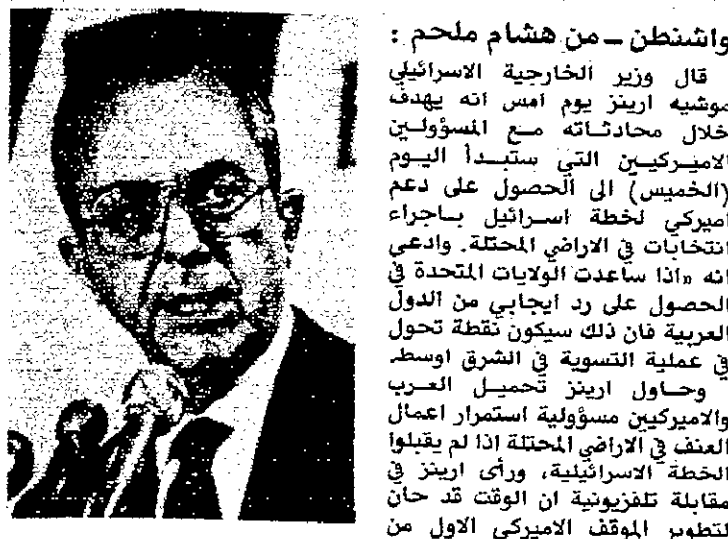 واشنطن ــ من هشام ملحم :
قال وزير الخارجية الاسرائيلي
موشيه ارينز يوم امس انه يهدف
خلال محادثاته مع المسؤولين
الاميركيين التي ستبدأ اليوم
(الخميس) الى الحصول على دعم
اميركي لخطة اسرائيل باجراء
انتخابات في الاراضي المحتلة. وادعى
انه «اذا ساعدت الولايات المتحدة في
الحصول على رد ايجابي من الدول
العربية فان ذلك سيكون نقطة تحول
في عملية التسوية في الشرق اوسط.
وحاول ارينز تحميل العرب
والاميركيين مسؤولية استمرار اعمال
العنف في الاراضي المحتلة اذا لم يقبلوا
الخطة الاسرائيلية، ورأى ارينز في
مقابلة تلفزيونية ان الوقت قد حان
لتطوير الموقف الاميركي الاول من